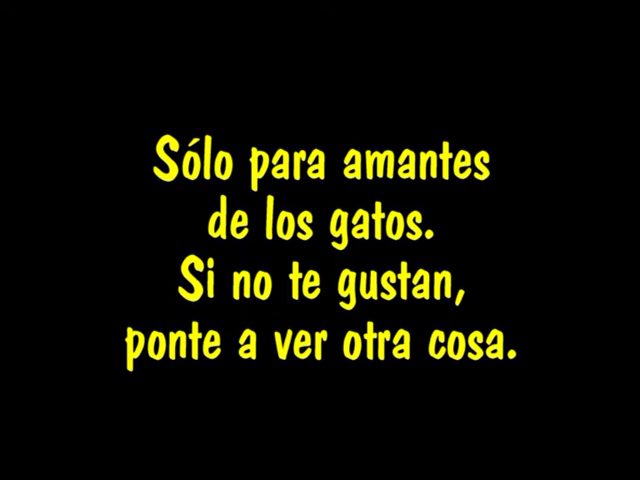 Sólo para amantes
de los gatos.
Si no te gustan,
ponte a ver otra cosa.